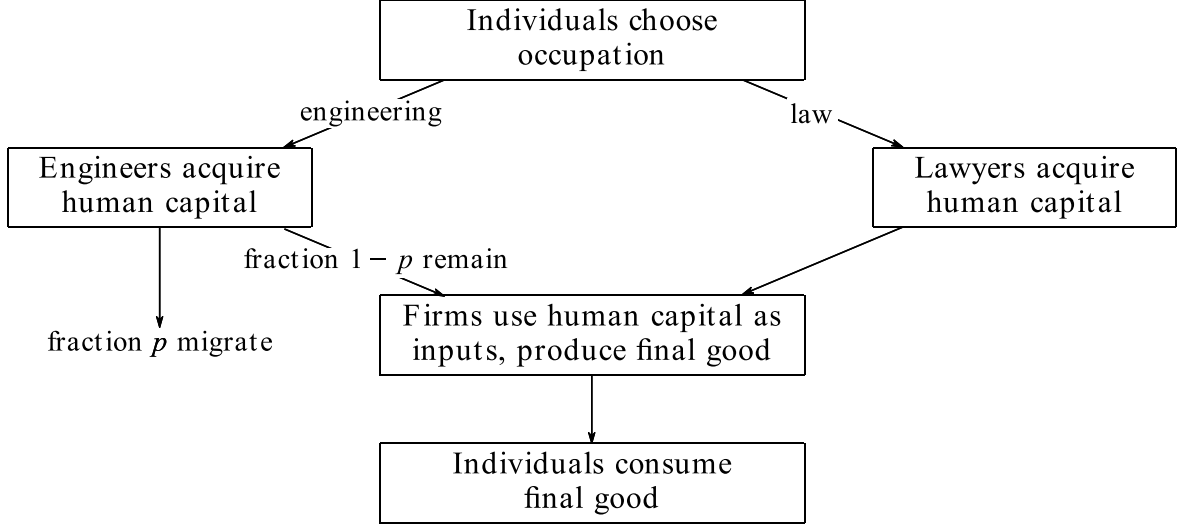 Individuals choose
occupation
engineering
law
Engineers acquire
human capital
Lawyers acquire
human capital
fraction 1 − p remain
Firms use human capital as
inputs, produce final good
fraction p migrate
Individuals consume
final good